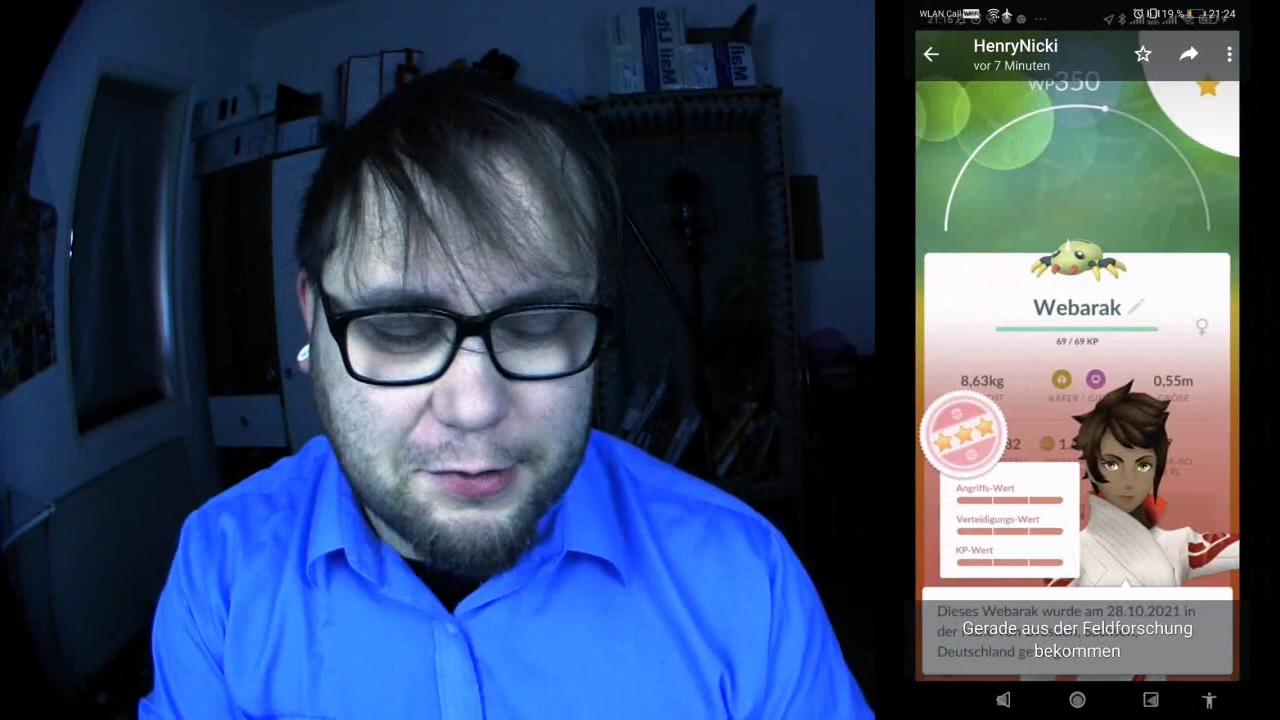 WLAN Call
19 %
21:24
HenryNicki
vor 7 Minuten
WP350
Webarak
69 / 69 KP
8,63kg
0,55m
KÄFER /
Angriffs-Wert
Verteidigungs-Wert
KP-Wert
Dieses Webarak wurde am 28.10.2021 in
der
Deutschland
Gerade aus der Feldforschung
bekommen